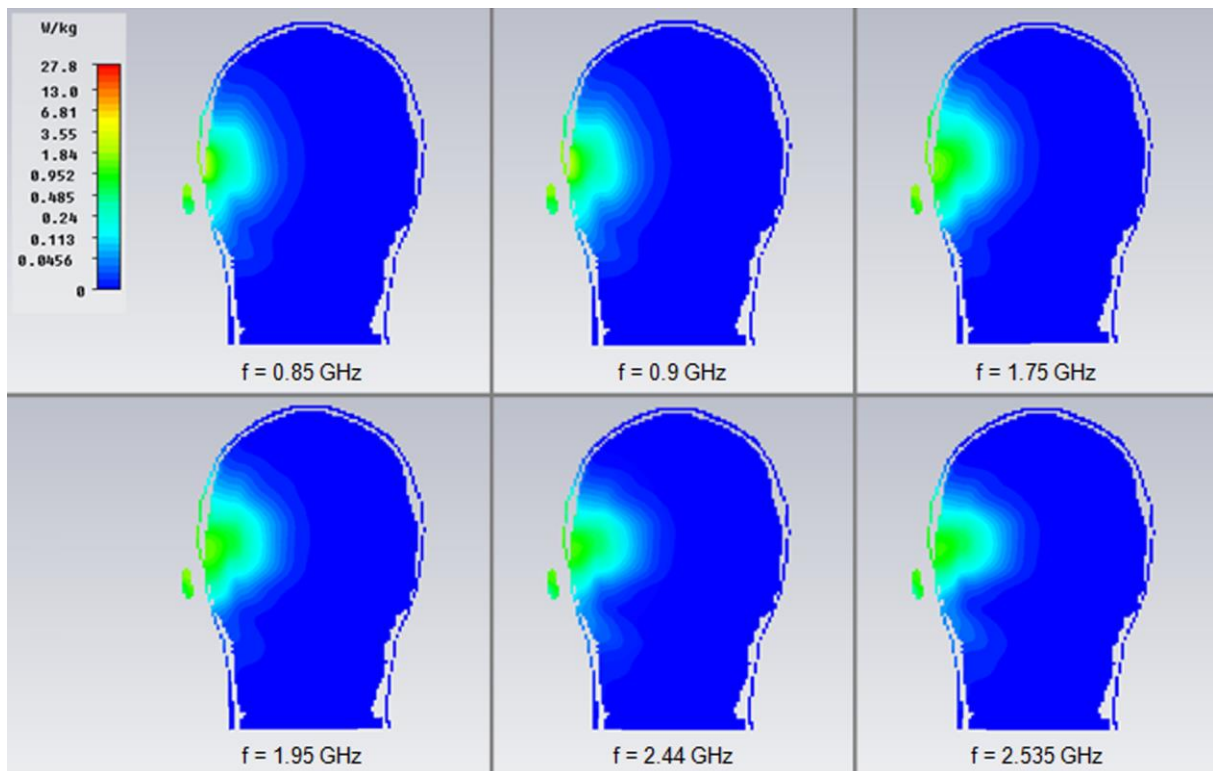 W/kg
27.8
13.0
6.81
3.55
1.84
0.952
0.485
0.24
0.113
0.0456
0
f = 0.85 GHz
f = 0.9 GHz
f = 1.75 GHz
f = 1.95 GHz
f = 2.44 GHz
f = 2.535 GHz